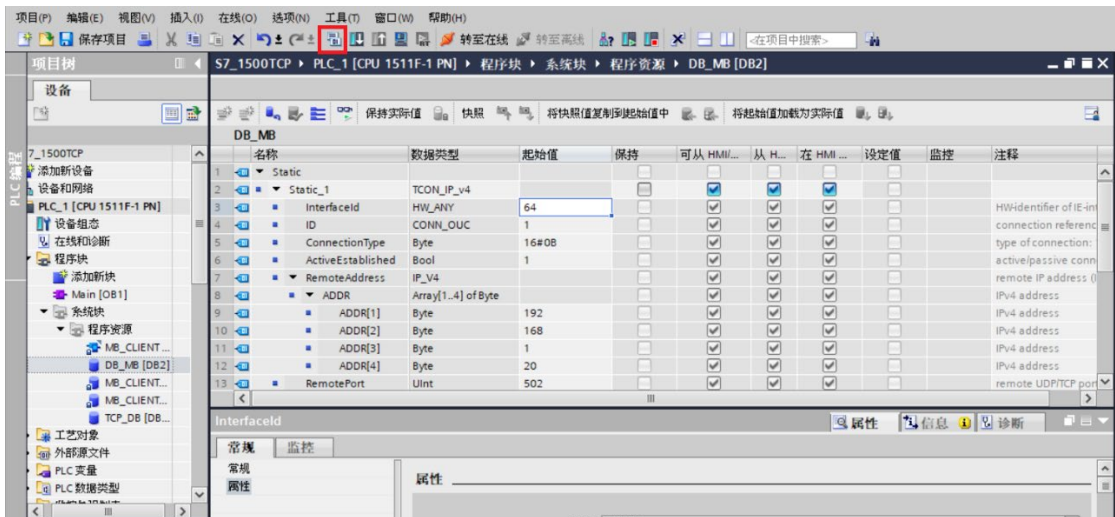 项目(P) 编辑(E) 视图(V) 插入(I) 在线(O) 选项(N) 工具(T) 窗口(W) 帮助(H)
保存项目 转至在线 转至离线 <在项目中搜索>
项目树 S7_1500TCP ▸ PLC_1 [CPU 1511F-1 PN] ▸ 程序块 ▸ 系统块 ▸ 程序资源 ▸ DB_MB [DB2]
设备
保持实际值 快照 将快照值复制到起始值中 将起始值加载为实际值
PLC 编程
7_1500TCP
添加新设备
设备和网络
PLC_1 [CPU 1511F-1 PN]
设备组态
在线和诊断
程序块
添加新块
Main [OB1]
系统块
程序资源
MB_CLIENT ...
DB_MB [DB2]
MB_CLIENT...
MB_CLIENT...
TCP_DB [DB...
工艺对象
外部源文件
PLC 变量
PLC 数据类型
DB_MB
名称 数据类型 起始值 保持 可从 HMI/... 从 H... 在 HMI ... 设定值 监控 注释
1 Static
2 Static_1 TCON_IP_v4
3 InterfaceId HW_ANY 64 HW-identifier of IE-int
4 ID CONN_OUC 1 connection referenc
5 ConnectionType Byte 16#0B type of connection:
6 ActiveEstablished Bool 1 active/passive conn
7 RemoteAddress IP_V4 remote IP address (I
8 ADDR Array[1..4] of Byte IPv4 address
9 ADDR[1] Byte 192 IPv4 address
10 ADDR[2] Byte 168 IPv4 address
11 ADDR[3] Byte 1 IPv4 address
12 ADDR[4] Byte 20 IPv4 address
13 RemotePort UInt 502 remote UDP/TCP port
InterfaceId 属性 信息 诊断
常规 监控
常规
属性
属性